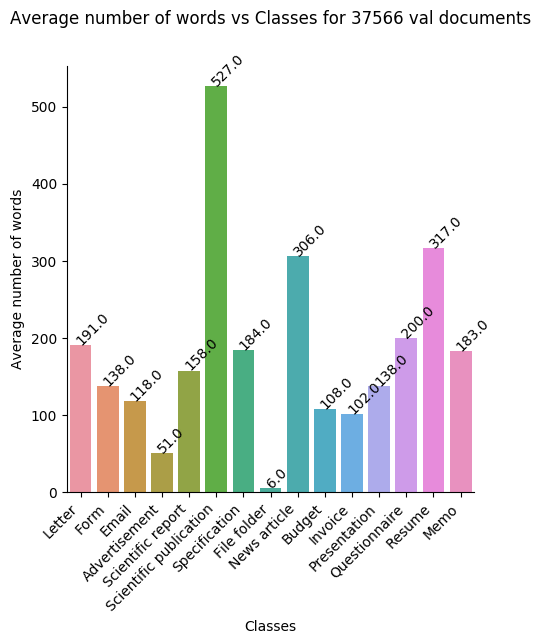 Average number of words vs Classes for 37566 val documents
Average number of words
500
400
300
200
100
0
191.0
138.0
118.0
51.0
158.0
527.0
184.0
6.0
306.0
108.0
102.0
138.0
200.0
317.0
183.0
Letter
Form
Email
Advertisement
Scientific report
Scientific publication
Specification
File folder
News article
Budget
Invoice
Presentation
Questionnaire
Resume
Memo
Classes